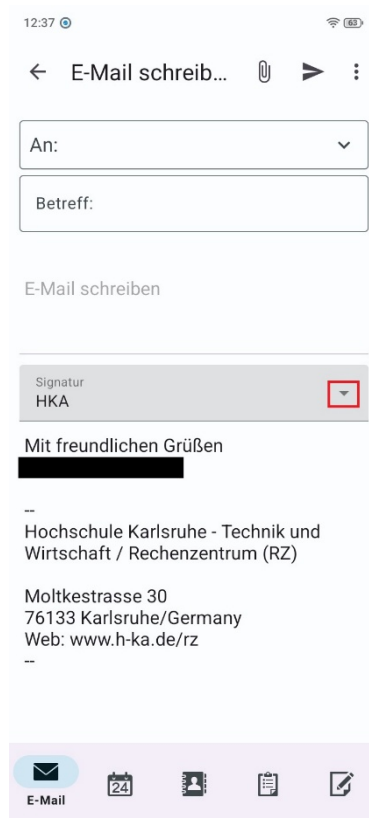 12:37 63
E-Mail schreib...
An:
Betreff:
E-Mail schreiben
Signatur
HKA
Mit freundlichen Grüßen
--
Hochschule Karlsruhe - Technik und
Wirtschaft / Rechenzentrum (RZ)
Moltkestrasse 30
76133 Karlsruhe/Germany
Web: www.h-ka.de/rz
--
24
E-Mail